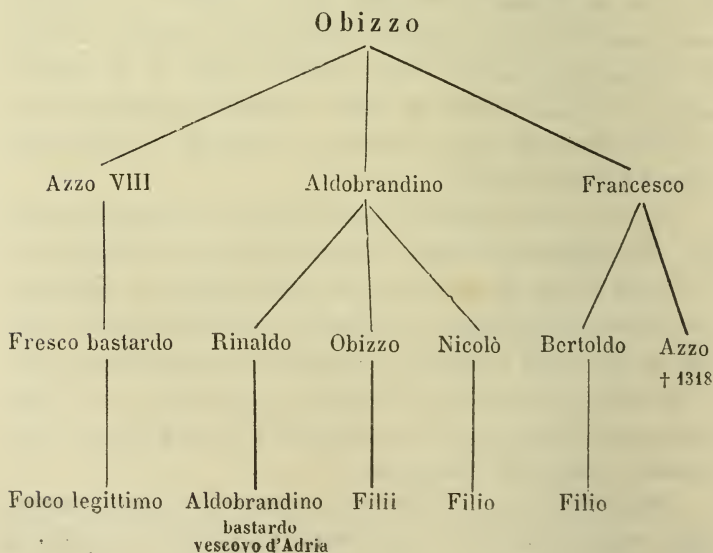 Obizzo
Azzo VIII Aldobrandino Francesco
Fresco bastardo Rinaldo Obizzo Nicolò Bertoldo Azzo
† 1318
Folco legittimo Aldobrandino Filii Filio Filio
bastardo
vescovo d'Adria